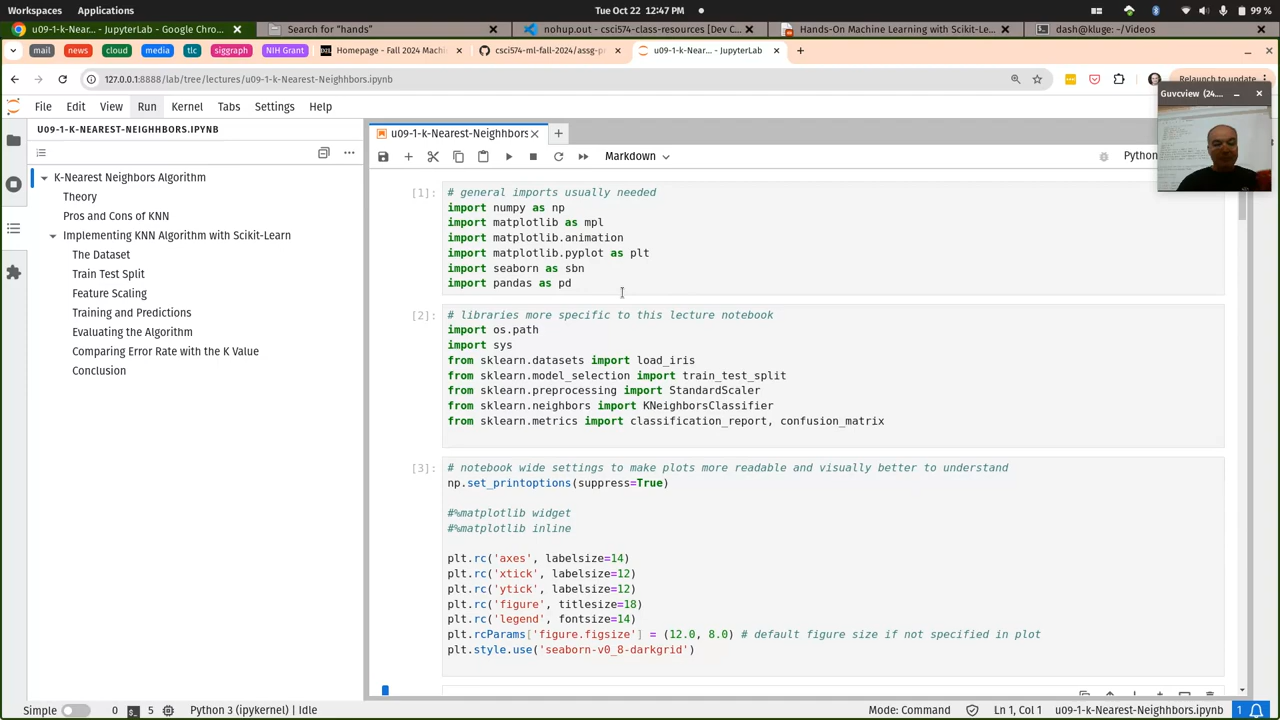 Workspaces Applications Tue Oct 22 12:47 PM 99 %
u09-1-k-Near... - JupyterLab - Google Chro... Search for "hands" nohup.out - csci574-class-resources [Dev C... Hands-On Machine Learning with Scikit-Le... dash@kluge: ~/Videos
mail news cloud media tlc siggraph NIH Grant D2L Homepage - Fall 2024 Machi csci574-ml-fall-2024/assg-p u09-1-k-Near... - JupyterLab
127.0.0.1:8888/lab/tree/lectures/u09-1-k-Nearest-Neighhbors.ipynb Relaunch to update
Guvcview (24....
File Edit View Run Kernel Tabs Settings Help
U09-1-K-NEAREST-NEIGHHBORS.IPYNB
u09-1-k-Nearest-Neighhbors.
Markdown Python
K-Nearest Neighbors Algorithm
Theory
Pros and Cons of KNN
Implementing KNN Algorithm with Scikit-Learn
The Dataset
Train Test Split
Feature Scaling
Training and Predictions
Evaluating the Algorithm
Comparing Error Rate with the K Value
Conclusion
[1]: # general imports usually needed
import numpy as np
import matplotlib as mpl
import matplotlib.animation
import matplotlib.pyplot as plt
import seaborn as sbn
import pandas as pd
[2]: # libraries more specific to this lecture notebook
import os.path
import sys
from sklearn.datasets import load_iris
from sklearn.model_selection import train_test_split
from sklearn.preprocessing import StandardScaler
from sklearn.neighbors import KNeighborsClassifier
from sklearn.metrics import classification_report, confusion_matrix
[3]: # notebook wide settings to make plots more readable and visually better to understand
np.set_printoptions(suppress=True)
#%matplotlib widget
#%matplotlib inline
plt.rc('axes', labelsize=14)
plt.rc('xtick', labelsize=12)
plt.rc('ytick', labelsize=12)
plt.rc('figure', titlesize=18)
plt.rc('legend', fontsize=14)
plt.rcParams['figure.figsize'] = (12.0, 8.0) # default figure size if not specified in plot
plt.style.use('seaborn-v0_8-darkgrid')
Simple 0 5 Python 3 (ipykernel) | Idle Mode: Command Ln 1, Col 1 u09-1-k-Nearest-Neighhbors.ipynb 1